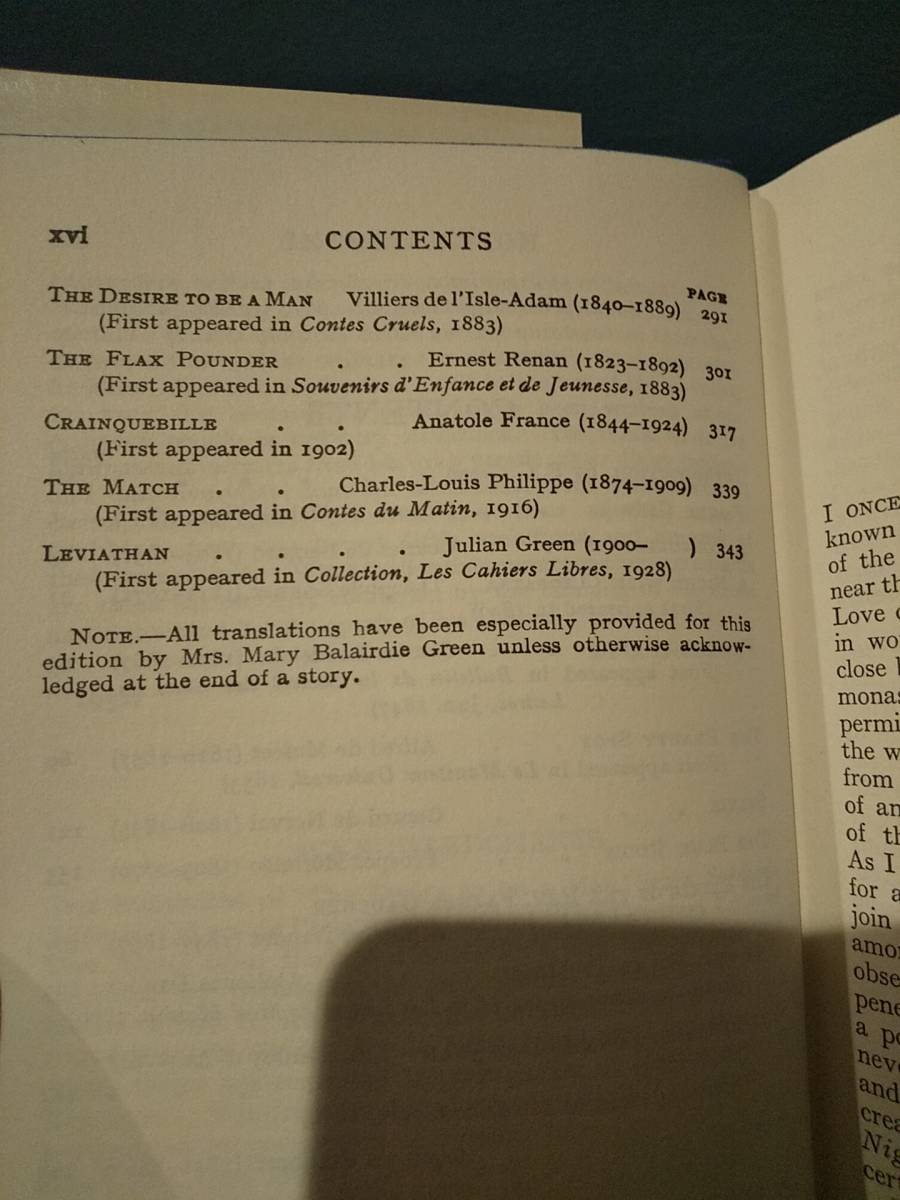 xvi
CONTENTS
PAGE
THE DESIRE TO BE A MAN Villiers de l'Isle-Adam (1840–1889) 291
(First appeared in Contes Cruels, 1883)
THE FLAX POUNDER . . Ernest Renan (1823–1892) 301
(First appeared in Souvenirs d'Enfance et de Jeunesse, 1883)
CRAINQUEBILLE . . Anatole France (1844–1924) 317
(First appeared in 1902)
THE MATCH . . Charles-Louis Philippe (1874–1909) 339
(First appeared in Contes du Matin, 1916)
LEVIATHAN . . . . Julian Green (1900– ) 343
(First appeared in Collection, Les Cahiers Libres, 1928)
NOTE.—All translations have been especially provided for this
edition by Mrs. Mary Balairdie Green unless otherwise acknow-
ledged at the end of a story.
I ONCE
known
of the
near
Love
in
close
of the
from
of
of
As I
for
join
a
and